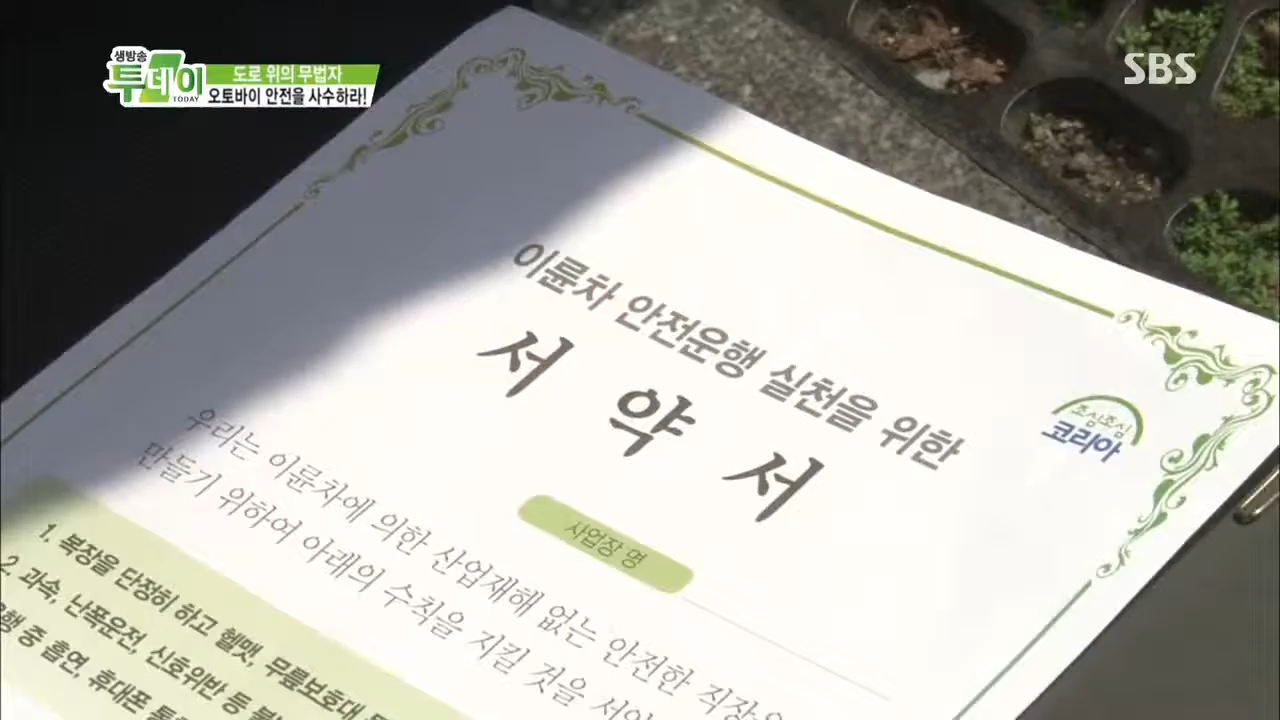 생방송
투데이
TODAY
도로 위의 무법자
오토바이 안전을 사수하라!
SBS
이륜차 안전운행 실천을 위한
서 약 서
조심조심
코리아
사업장 명
우리는 이륜차에 의한 산업재해 없는 안전한 직장을
만들기 위하여 아래의 수칙을 지킬 것을
1. 복장을 단정히 하고 헬멧, 무릎보호대
2. 과속, 난폭운전, 신호위반 등
중 흡연, 휴대폰